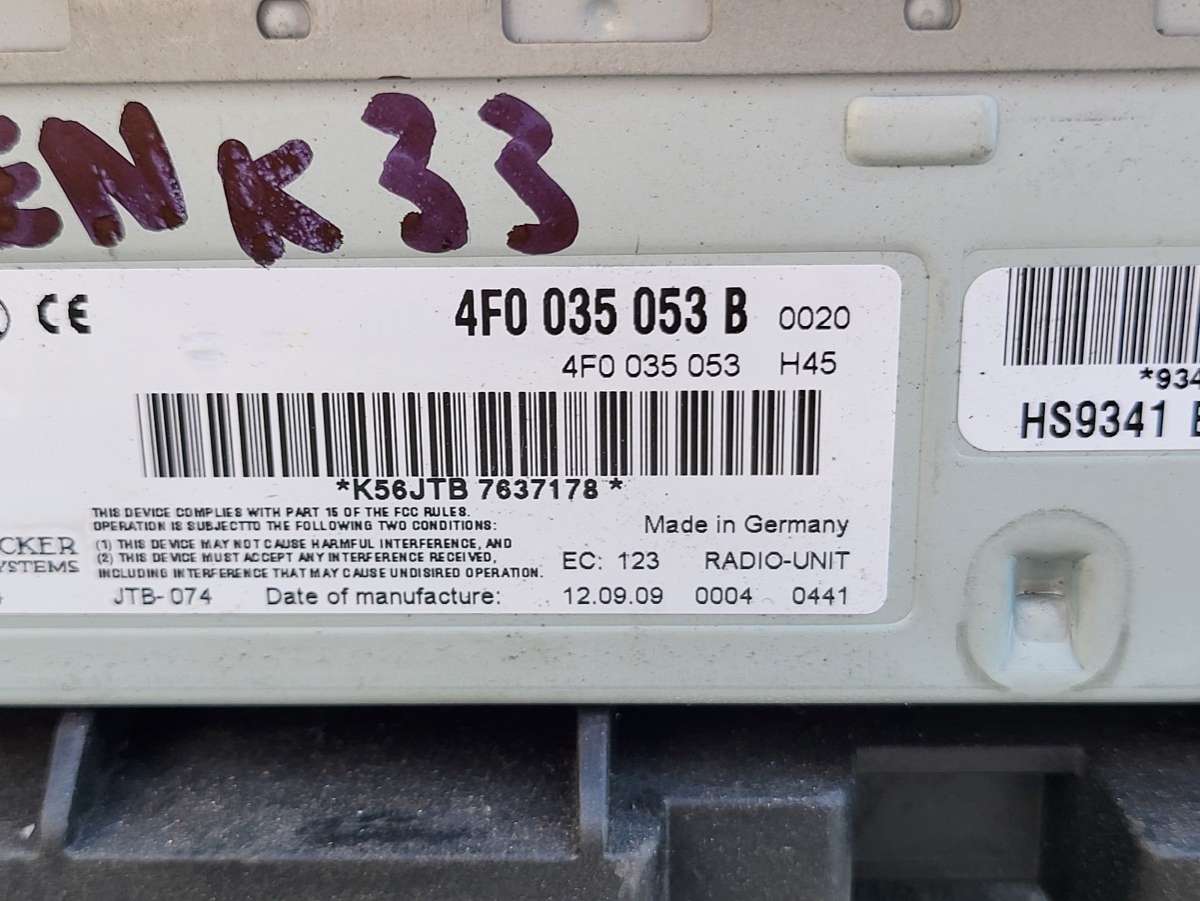 ENK33
CE
4F0 035 053 B 0020
4F0 035 053 H45
*K56JTB 7637178*
THIS DEVICE COMPLIES WITH PART 15 OF THE FCC RULES.
OPERATION IS SUBJECTTO THE FOLLOWING TWO CONDITIONS:
(1) THIS DEVICE MAY NOT CAUSE HARMFUL INTERFERENCE, AND
(2) THIS DEVICE MUST ACCEPT ANY INTERFERENCE RECEIVED,
INCLUDING INTERFERENCE THAT MAY CAUSE UNDISIRED OPERATION.
CKER
YSTEMS
Made in Germany
EC: 123 RADIO-UNIT
JTB-074 Date of manufacture: 12.09.09 0004 0441
*934
HS9341